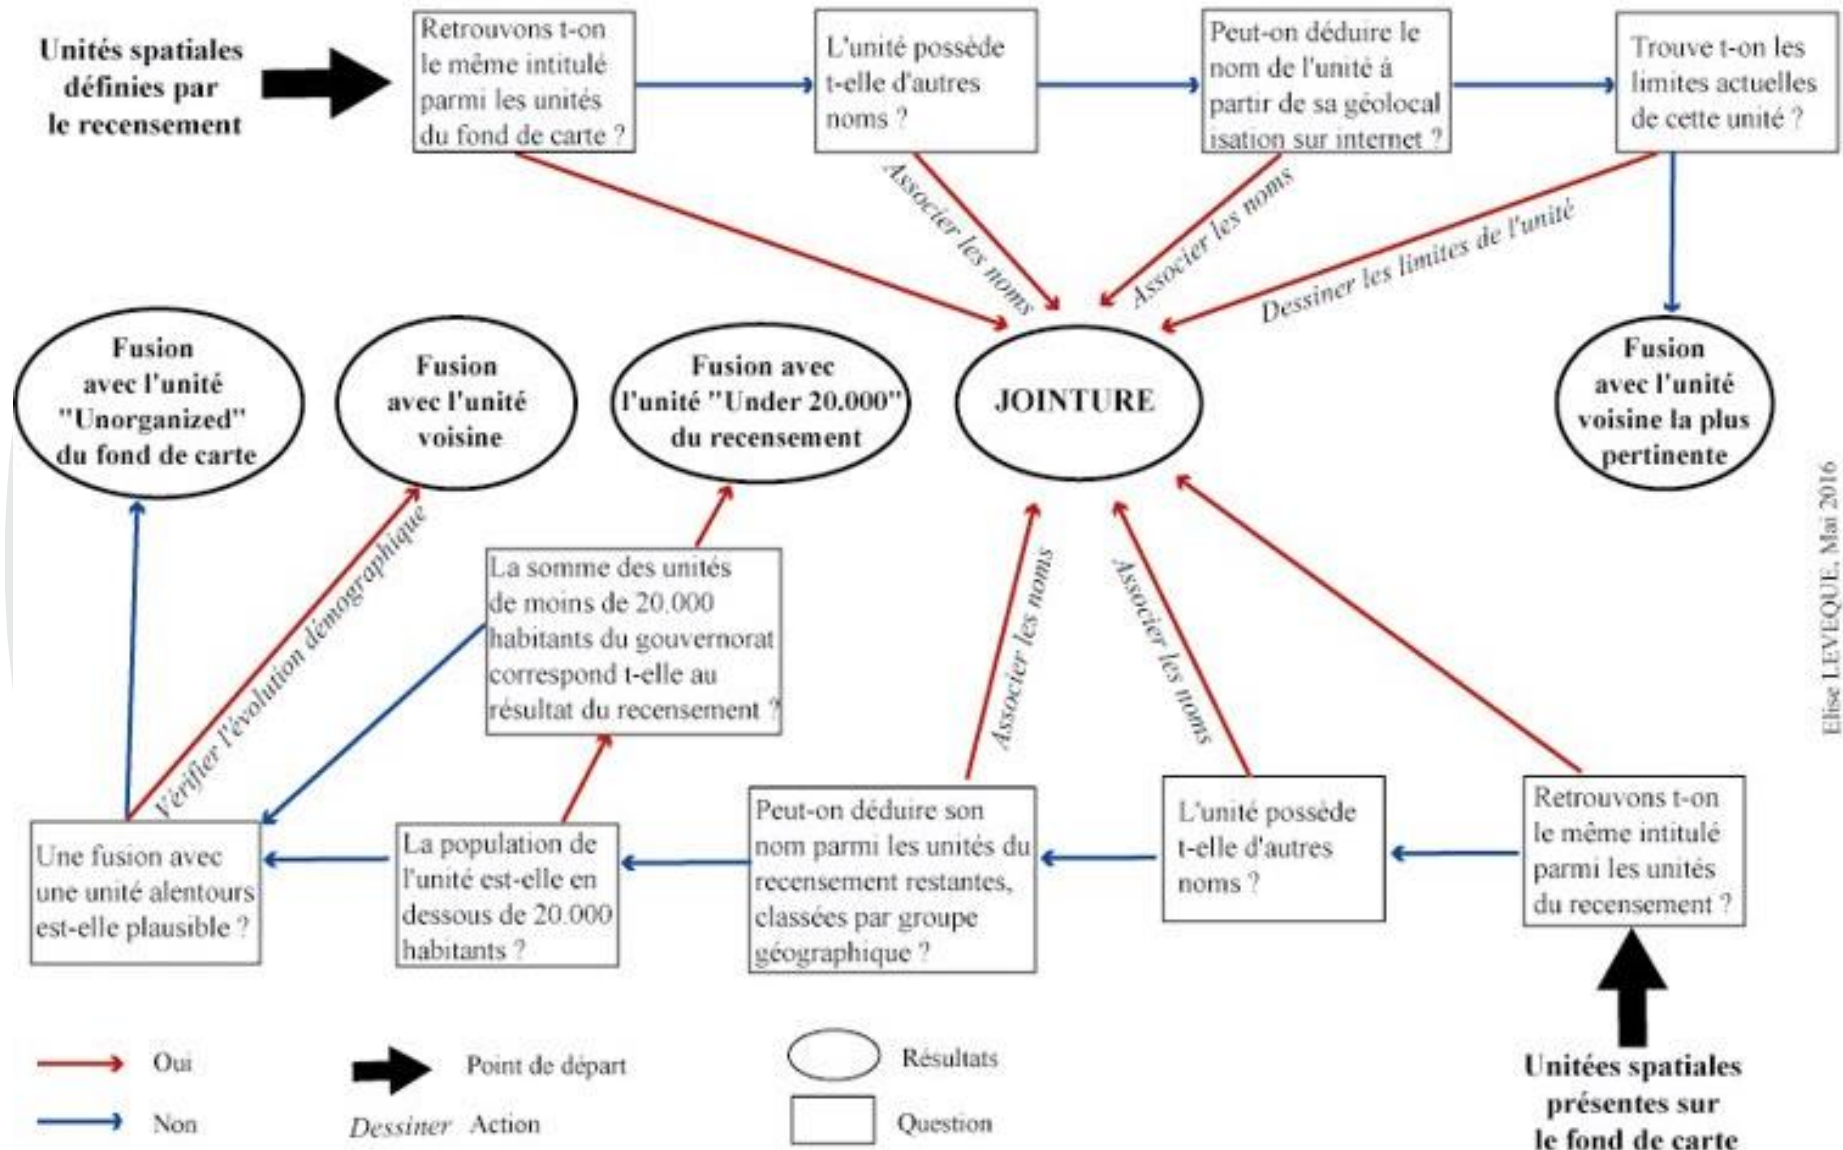 Unités spatiales
définies par
le recensement
Retrouvons t-on
le même intitulé
parmi les unités
du fond de carte ?
L'unité possède
t-elle d'autres
noms ?
Peut-on déduire le
nom de l'unité à
partir de sa géolocal
isation sur internet ?
Trouve t-on les
limites actuelles
de cette unité ?
Associer les noms
Associer les noms
Dessiner les limites de l'unité
Fusion
avec l'unité
"Unorganized"
du fond de carte
Fusion
avec l'unité
voisine
Fusion avec
l'unité "Under 20.000"
du recensement
JOINTURE
Fusion
avec l'unité
voisine la plus
pertinente
Vérifier l'évolution démographique
La somme des unités
de moins de 20.000
habitants du gouvernorat
correspond t-elle au
résultat du recensement ?
Associer les noms
Associer les noms
Elise LEVEQUE, Mai 2016
Une fusion avec
une unité alentours
est-elle plausible ?
La population de
l'unité est-elle en
dessous de 20.000
habitants ?
Peut-on déduire son
nom parmi les unités du
recensement restantes,
classées par groupe
géographique ?
L'unité possède
t-elle d'autres
noms ?
Retrouvons t-on
le même intitulé
parmi les unités
du recensement ?
Unitées spatiales
présentes sur
le fond de carte
Oui
Non
Point de départ
Dessiner Action
Résultats
Question